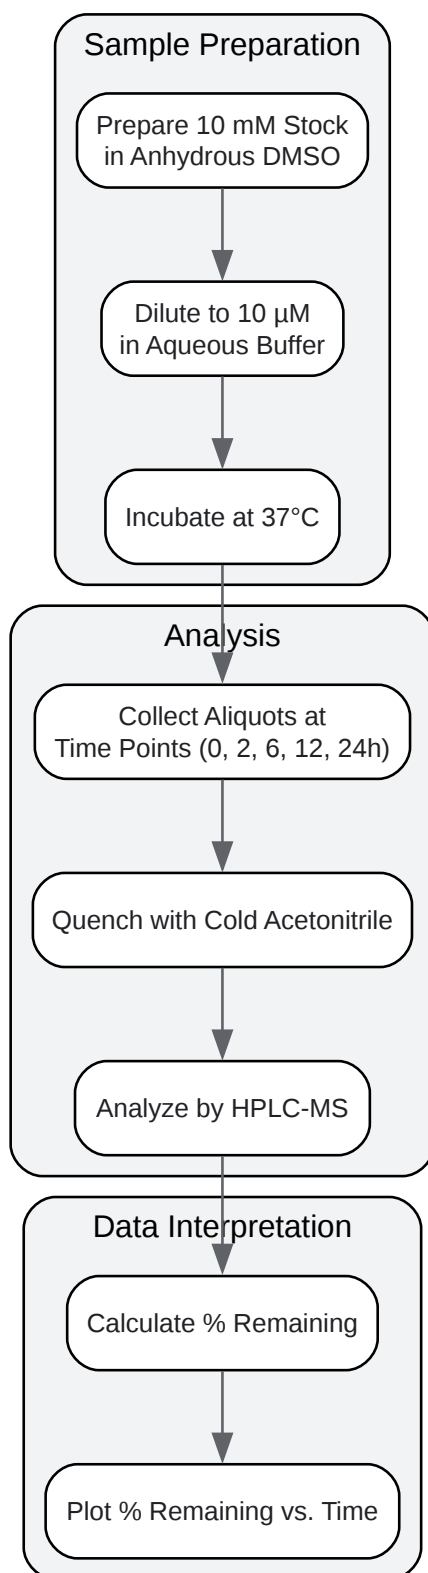 Sample Preparation
Prepare 10 mM Stock
in Anhydrous DMSO
Dilute to 10 µM
in Aqueous Buffer
Incubate at 37°C
Analysis
Collect Aliquots at
Time Points (0, 2, 6, 12, 24h)
Quench with Cold Acetonitrile
Analyze by HPLC-MS
Data Interpretation
Calculate % Remaining
Plot % Remaining vs. Time